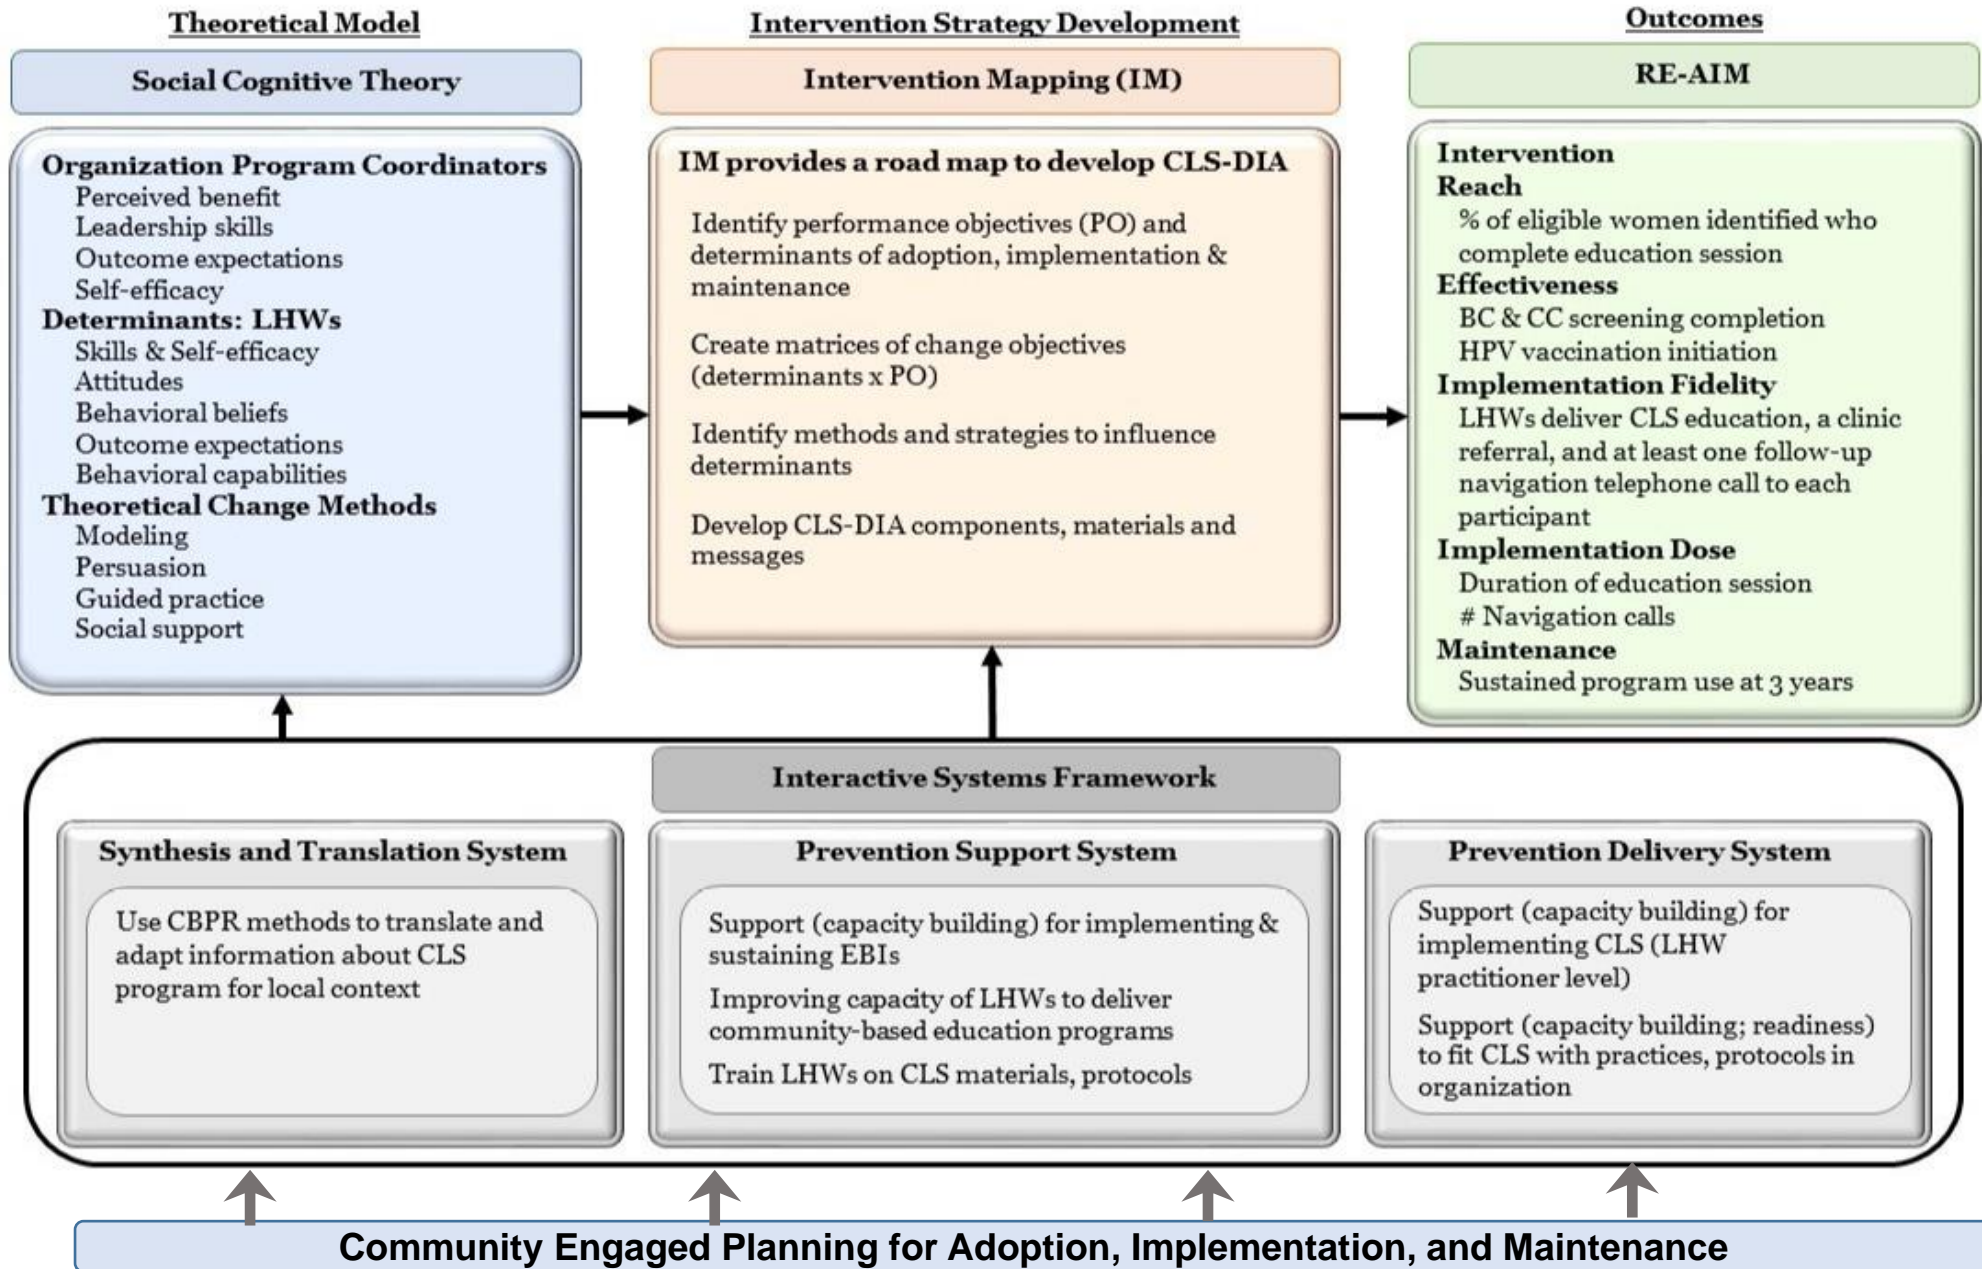 Theoretical Model
Social Cognitive Theory
Organization Program Coordinators
Perceived benefit
Leadership skills
Outcome expectations
Self-efficacy
Determinants: LHWs
Skills & Self-efficacy
Attitudes
Behavioral beliefs
Outcome expectations
Behavioral capabilities
Theoretical Change Methods
Modeling
Persuasion
Guided practice
Social support
Intervention Strategy Development
Intervention Mapping (IM)
IM provides a road map to develop CLS-DIA
Identify performance objectives (PO) and
determinants of adoption, implementation &
maintenance
Create matrices of change objectives
(determinants x PO)
Identify methods and strategies to influence
determinants
Develop CLS-DIA components, materials and
messages
Outcomes
RE-AIM
Intervention
Reach
% of eligible women identified who
complete education session
Effectiveness
BC & CC screening completion
HPV vaccination initiation
Implementation Fidelity
LHWs deliver CLS education, a clinic
referral, and at least one follow-up
navigation telephone call to each
participant
Implementation Dose
Duration of education session
# Navigation calls
Maintenance
Sustained program use at 3 years
Interactive Systems Framework
Synthesis and Translation System
Use CBPR methods to translate and
adapt information about CLS
program for local context
Prevention Support System
Support (capacity building) for implementing &
sustaining EBIs
Improving capacity of LHWs to deliver
community-based education programs
Train LHWs on CLS materials, protocols
Prevention Delivery System
Support (capacity building) for
implementing CLS (LHW
practitioner level)
Support (capacity building; readiness)
to fit CLS with practices, protocols in
organization
Community Engaged Planning for Adoption, Implementation, and Maintenance